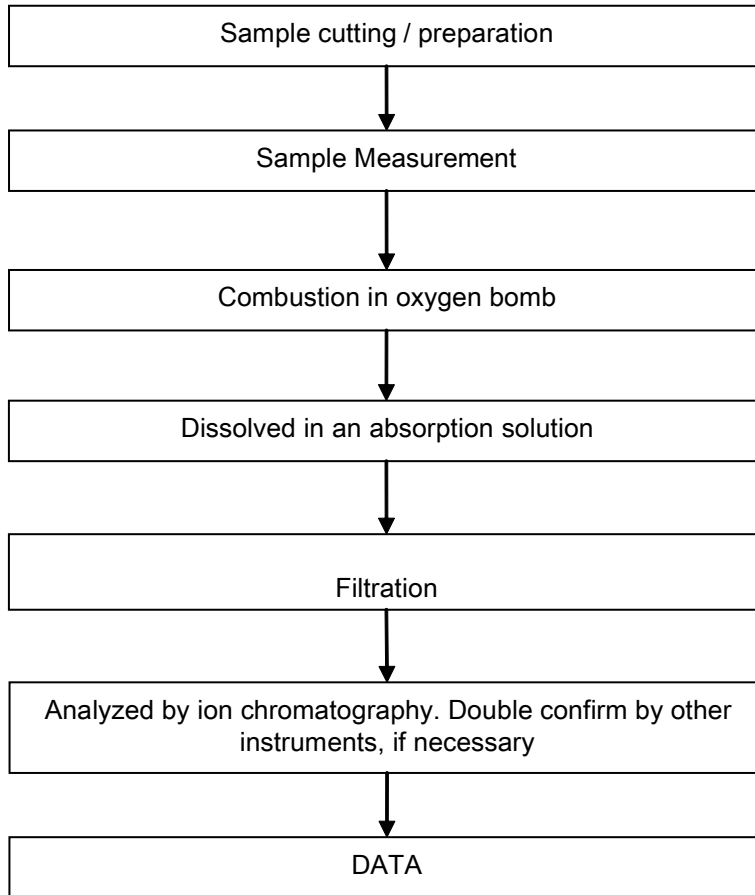 Sample cutting / preparation
Sample Measurement
Combustion in oxygen bomb
Dissolved in an absorption solution
Filtration
Analyzed by ion chromatography. Double confirm by other
instruments, if necessary
DATA